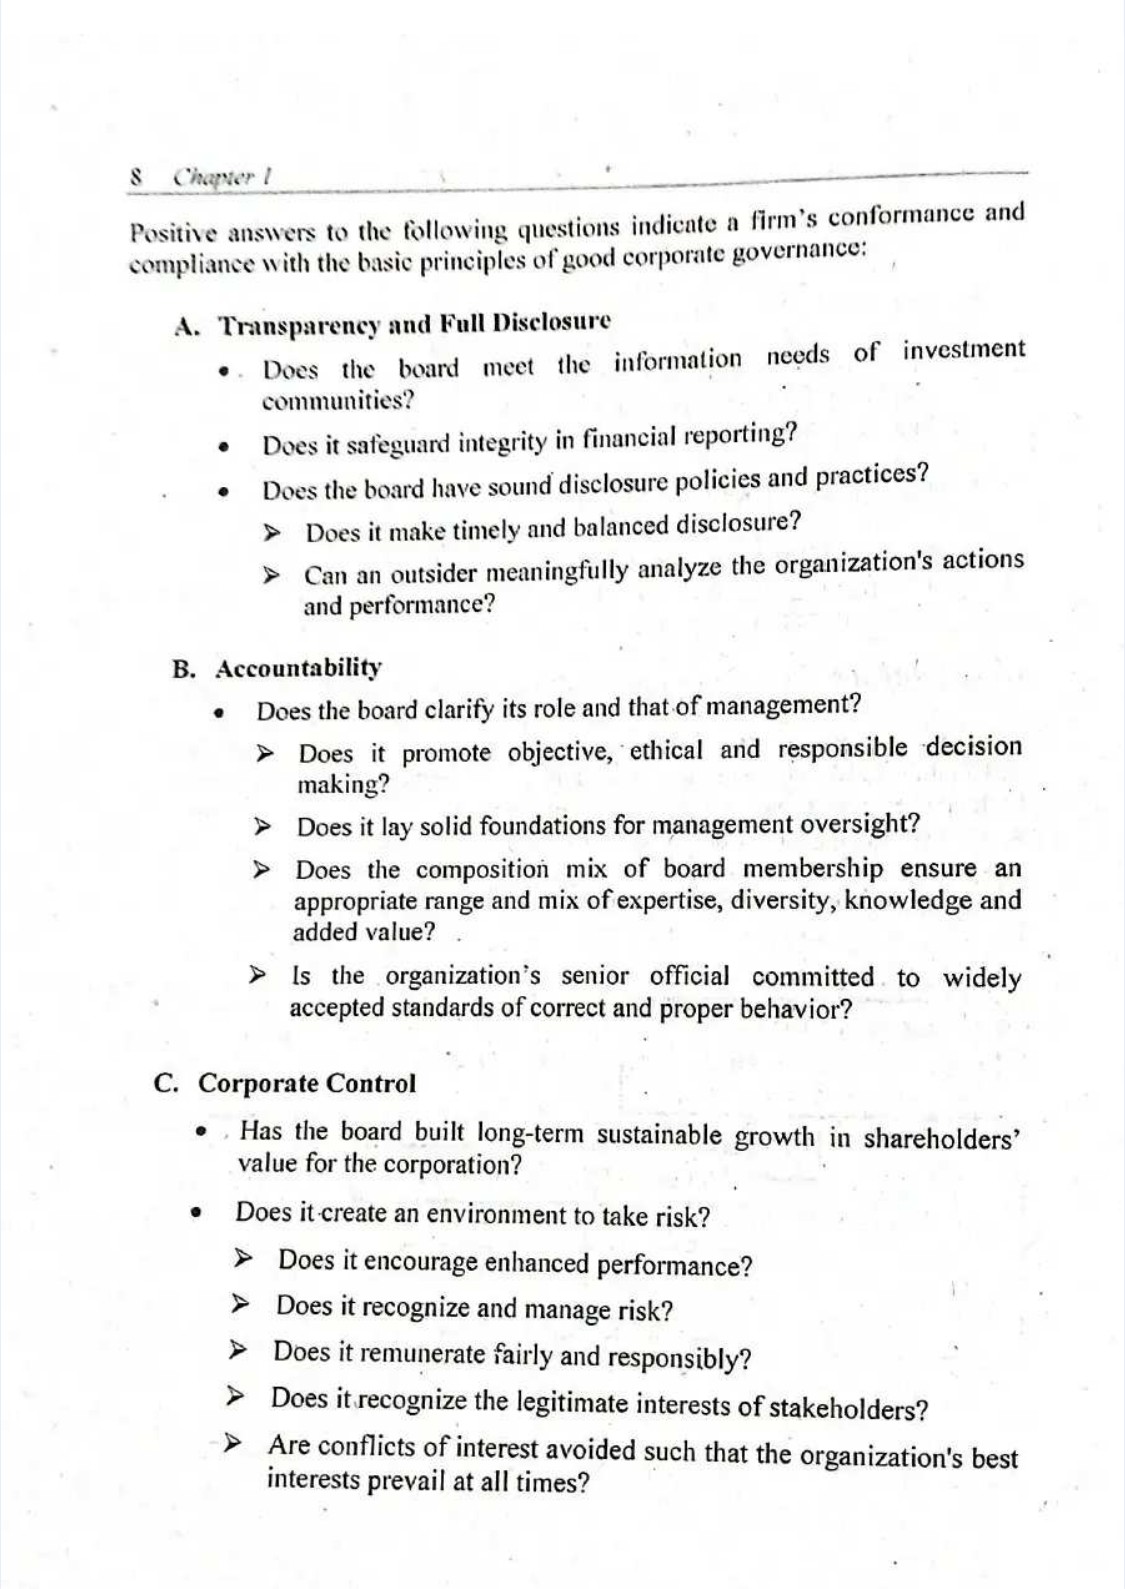 8 Chapter 1
Positive answers to the following questions indicate a firm's conformance and
compliance with the basic principles of good corporate governance:
A. Transparency and Full Disclosure
• Does the board meet the information needs of investment
communities?
• Does it safeguard integrity in financial reporting?
• Does the board have sound disclosure policies and practices?
➢ Does it make timely and balanced disclosure?
➢ Can an outsider meaningfully analyze the organization's actions
and performance?
B. Accountability
• Does the board clarify its role and that of management?
➢ Does it promote objective, ethical and responsible decision
making?
➢ Does it lay solid foundations for management oversight?
➢ Does the composition mix of board membership ensure an
appropriate range and mix of expertise, diversity, knowledge and
added value?
➢ Is the organization's senior official committed to widely
accepted standards of correct and proper behavior?
C. Corporate Control
• Has the board built long-term sustainable growth in shareholders'
value for the corporation?
• Does it create an environment to take risk?
➢ Does it encourage enhanced performance?
➢ Does it recognize and manage risk?
➢ Does it remunerate fairly and responsibly?
➢ Does it recognize the legitimate interests of stakeholders?
➢ Are conflicts of interest avoided such that the organization's best
interests prevail at all times?